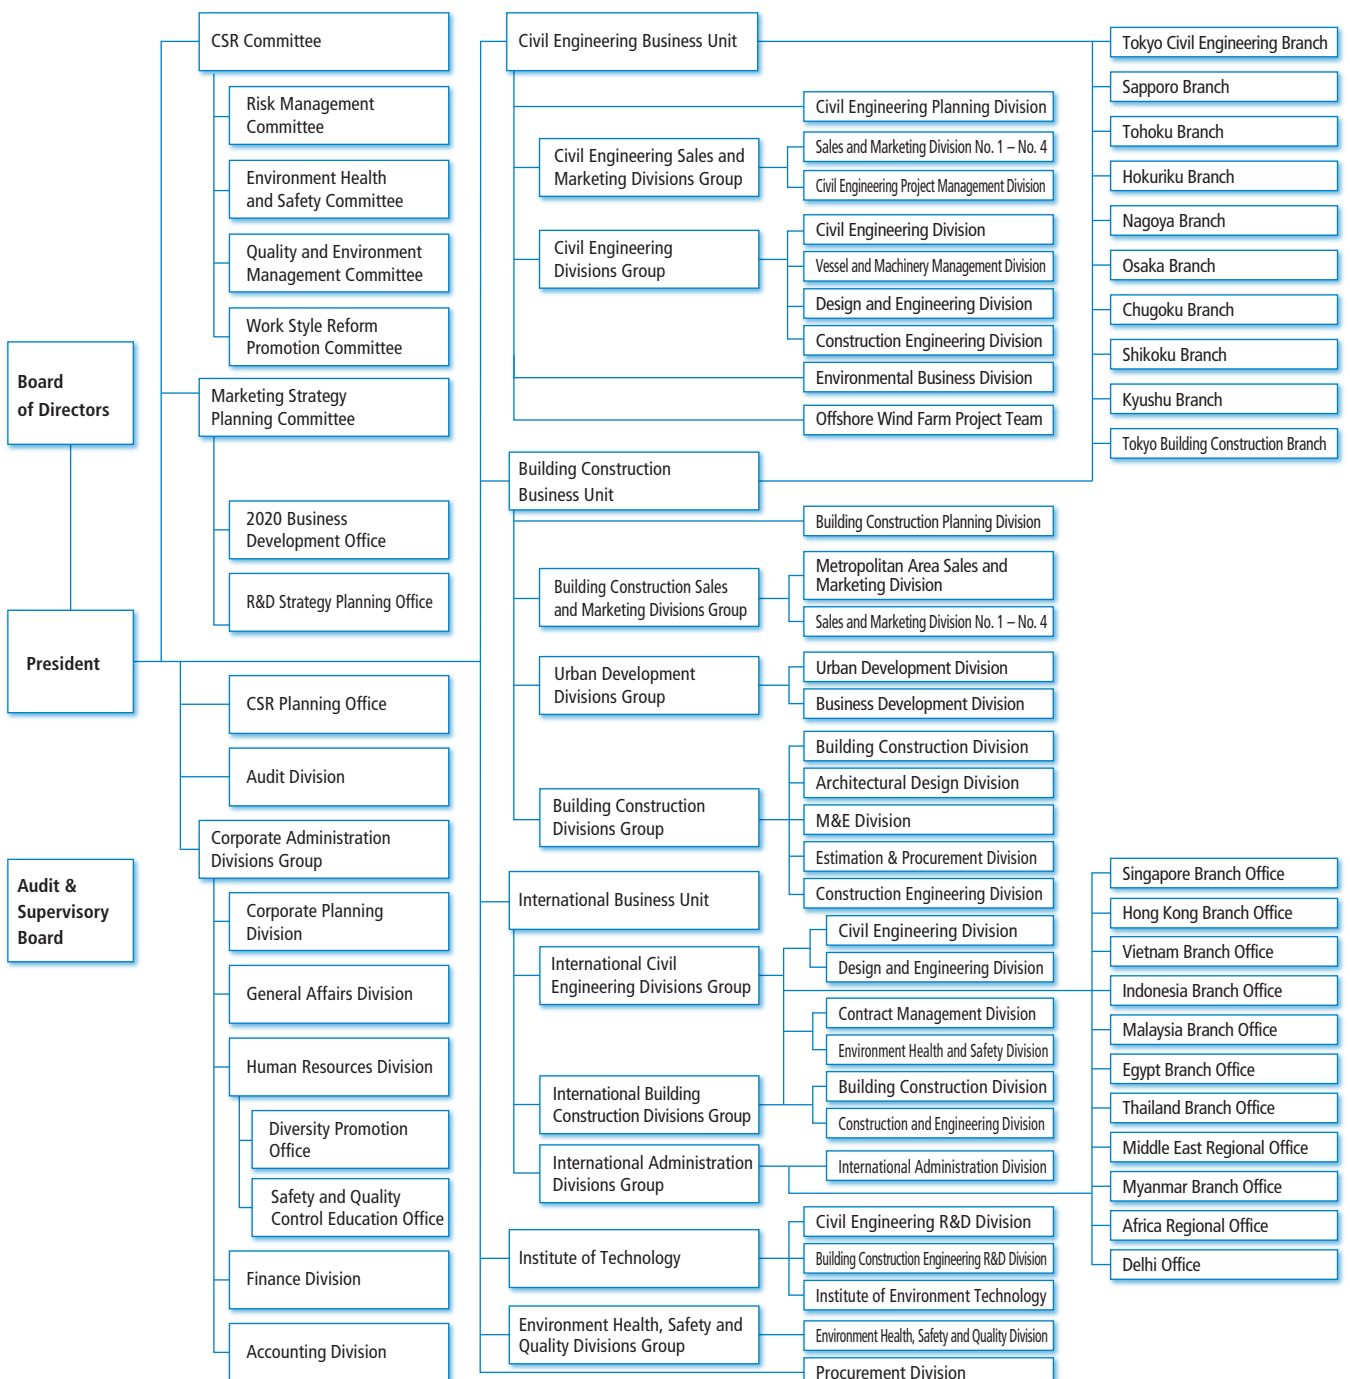 Board
of Directors
President
Audit &
Supervisory
Board
CSR Committee
Risk Management
Committee
Environment Health
and Safety Committee
Quality and Environment
Management Committee
Work Style Reform
Promotion Committee
Marketing Strategy
Planning Committee
2020 Business
Development Office
R&D Strategy Planning Office
CSR Planning Office
Audit Division
Corporate Administration
Divisions Group
Corporate Planning
Division
General Affairs Division
Human Resources Division
Diversity Promotion
Office
Safety and Quality
Control Education Office
Finance Division
Accounting Division
Civil Engineering Business Unit
Civil Engineering Planning Division
Civil Engineering Sales and
Marketing Divisions Group
Sales and Marketing Division No. 1 – No. 4
Civil Engineering Project Management Division
Civil Engineering
Divisions Group
Civil Engineering Division
Vessel and Machinery Management Division
Design and Engineering Division
Construction Engineering Division
Environmental Business Division
Offshore Wind Farm Project Team
Building Construction
Business Unit
Building Construction Planning Division
Building Construction Sales
and Marketing Divisions Group
Metropolitan Area Sales and
Marketing Division
Sales and Marketing Division No. 1 – No. 4
Urban Development
Divisions Group
Urban Development Division
Business Development Division
Building Construction
Divisions Group
Building Construction Division
Architectural Design Division
M&E Division
Estimation & Procurement Division
Construction Engineering Division
International Business Unit
International Civil
Engineering Divisions Group
Civil Engineering Division
Design and Engineering Division
Contract Management Division
Environment Health and Safety Division
International Building
Construction Divisions Group
Building Construction Division
Construction and Engineering Division
International Administration
Divisions Group
International Administration Division
Institute of Technology
Civil Engineering R&D Division
Building Construction Engineering R&D Division
Institute of Environment Technology
Environment Health, Safety and
Quality Divisions Group
Environment Health, Safety and Quality Division
Procurement Division
Tokyo Civil Engineering Branch
Sapporo Branch
Tohoku Branch
Hokuriku Branch
Nagoya Branch
Osaka Branch
Chugoku Branch
Shikoku Branch
Kyushu Branch
Tokyo Building Construction Branch
Singapore Branch Office
Hong Kong Branch Office
Vietnam Branch Office
Indonesia Branch Office
Malaysia Branch Office
Egypt Branch Office
Thailand Branch Office
Middle East Regional Office
Myanmar Branch Office
Africa Regional Office
Delhi Office